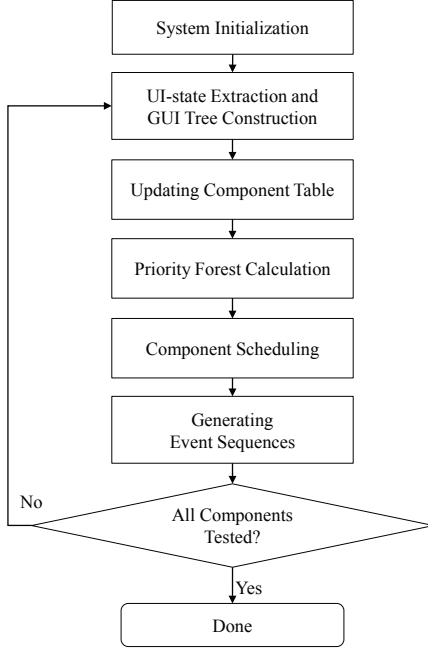 System Initialization
UI-state Extraction and
GUI Tree Construction
Updating Component Table
Priority Forest Calculation
Component Scheduling
Generating
Event Sequences
No
All Components
Tested?
Yes
Done